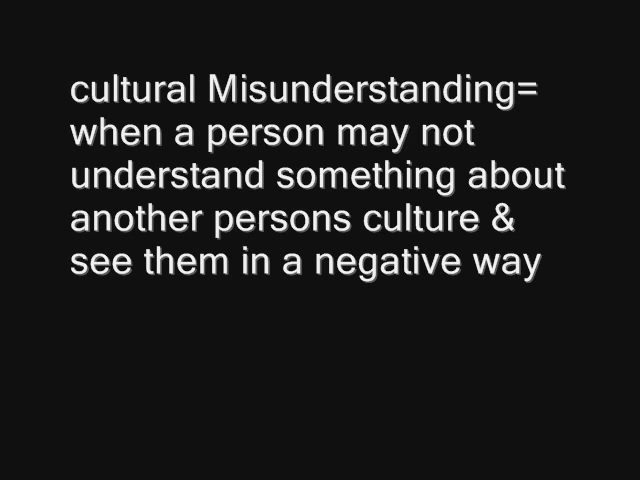 cultural Misunderstanding=
when a person may not
understand something about
another persons culture &
see them in a negative way